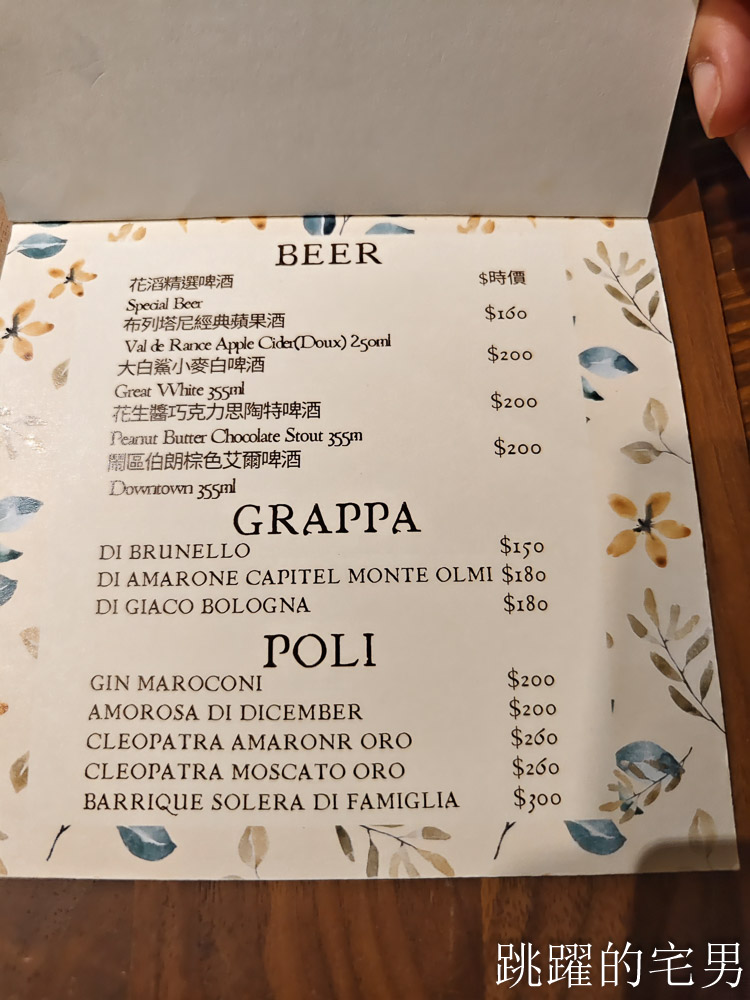 BEER
花滔精選啤酒 $時價
Special Beer
布列塔尼經典蘋果酒 $160
Val de Rance Apple Cider(Doux) 250ml
大白鯊小麥白啤酒 $200
Great White 355ml
花生醬巧克力思陶特啤酒 $200
Peanut Butter Chocolate Stout 355m
鬧區伯朗棕色艾爾啤酒 $200
Downtown 355ml
GRAPPA
DI BRUNELLO $150
DI AMARONE CAPITEL MONTE OLMI $180
DI GIACO BOLOGNA $180
POLI
GIN MAROCONI $200
AMOROSA DI DICEMBER $200
CLEOPATRA AMARONR ORO $260
CLEOPATRA MOSCATO ORO $260
BARRIQUE SOLERA DI FAMIGLIA $300
跳躍的宅男